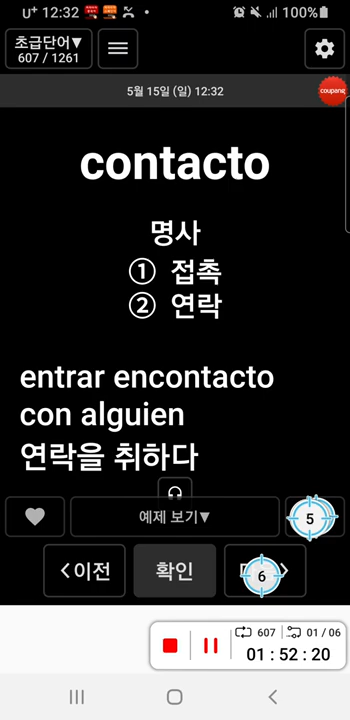 U+ 12:32 100%
초급단어▼
607 / 1261
5월 15일 (일) 12:32
coupang
contacto
명사
① 접촉
② 연락
entrar encontacto
con alguien
연락을 취하다
예제 보기▼
5
<이전 확인 >
6
607 01 / 06
01 : 52 : 20